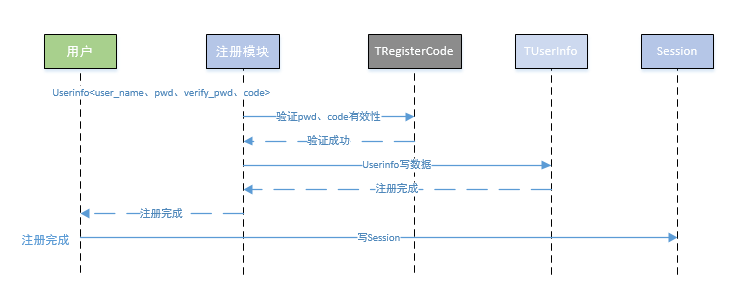 用户
注册模块
TRegisterCode
TUserInfo
Session
Userinfo<user_name、pwd、verify_pwd、code>
验证pwd、code有效性
验证成功
Userinfo写数据
注册完成
注册完成
注册完成
写Session